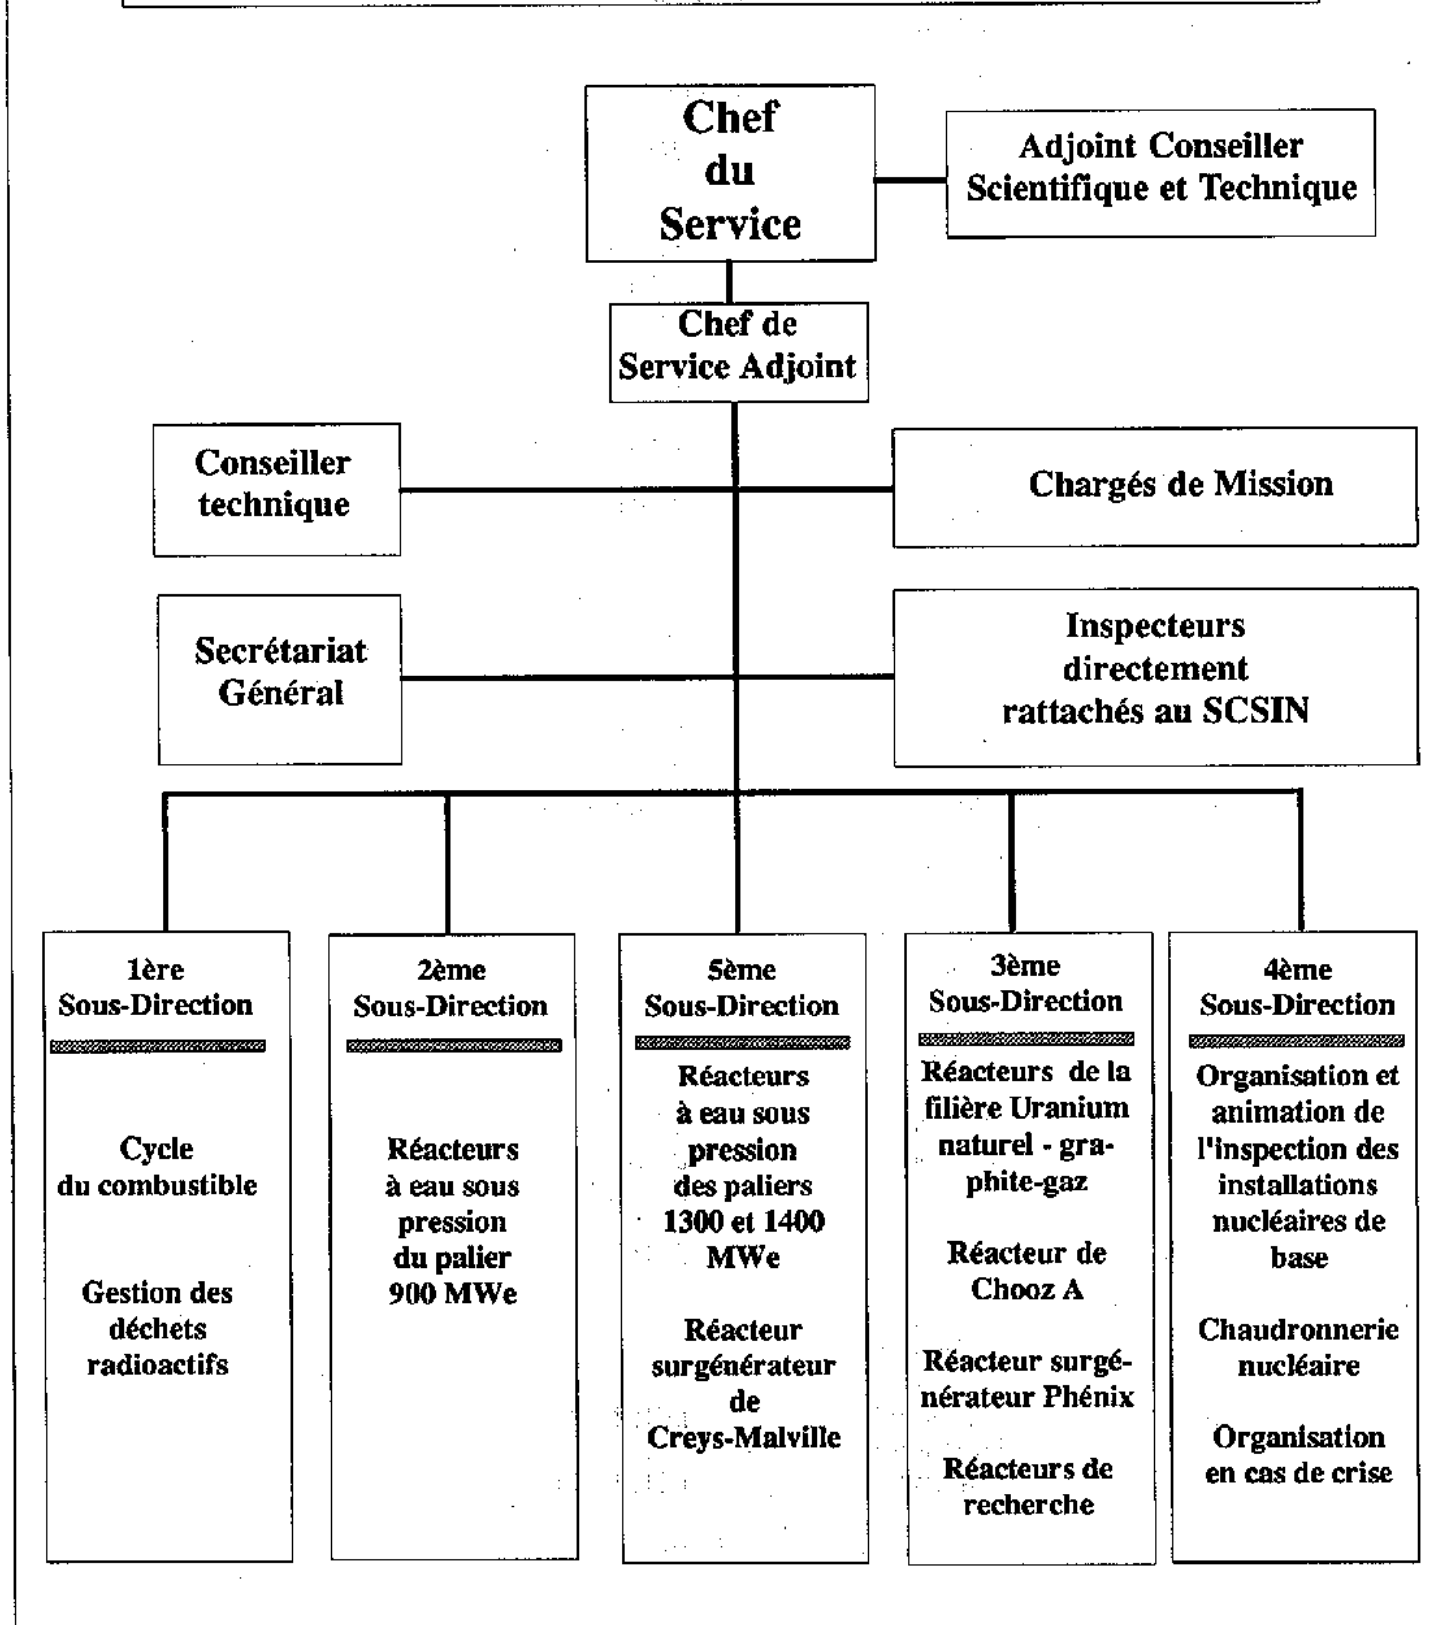 Chef
du
Service
Adjoint Conseiller
Scientifique et Technique
Chef de
Service Adjoint
Conseiller
technique
Chargés de Mission
Secrétariat
Général
Inspecteurs
directement
rattachés au SCSIN
1ère
Sous-Direction
Cycle
du combustible
Gestion des
déchets
radioactifs
2ème
Sous-Direction
Réacteurs
à eau sous
pression
du palier
900 MWe
5ème
Sous-Direction
Réacteurs
à eau sous
pression
des paliers
1300 et 1400
MWe
Réacteur
surgénérateur
de
Creys-Malville
3ème
Sous-Direction
Réacteurs de la
filière Uranium
naturel - gra-
phite-gaz
Réacteur de
Chooz A
Réacteur surgé-
nérateur Phénix
Réacteurs de
recherche
4ème
Sous-Direction
Organisation et
animation de
l'inspection des
installations
nucléaires de
base
Chaudronnerie
nucléaire
Organisation
en cas de crise